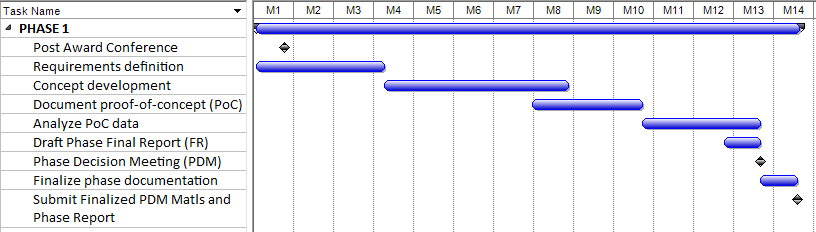 Task Name M1 M2 M3 M4 M5 M6 M7 M8 M9 M10 M11 M12 M13 M14
PHASE 1
Post Award Conference
Requirements definition
Concept development
Document proof-of-concept (PoC)
Analyze PoC data
Draft Phase Final Report (FR)
Phase Decision Meeting (PDM)
Finalize phase documentation
Submit Finalized PDM Matls and
Phase Report